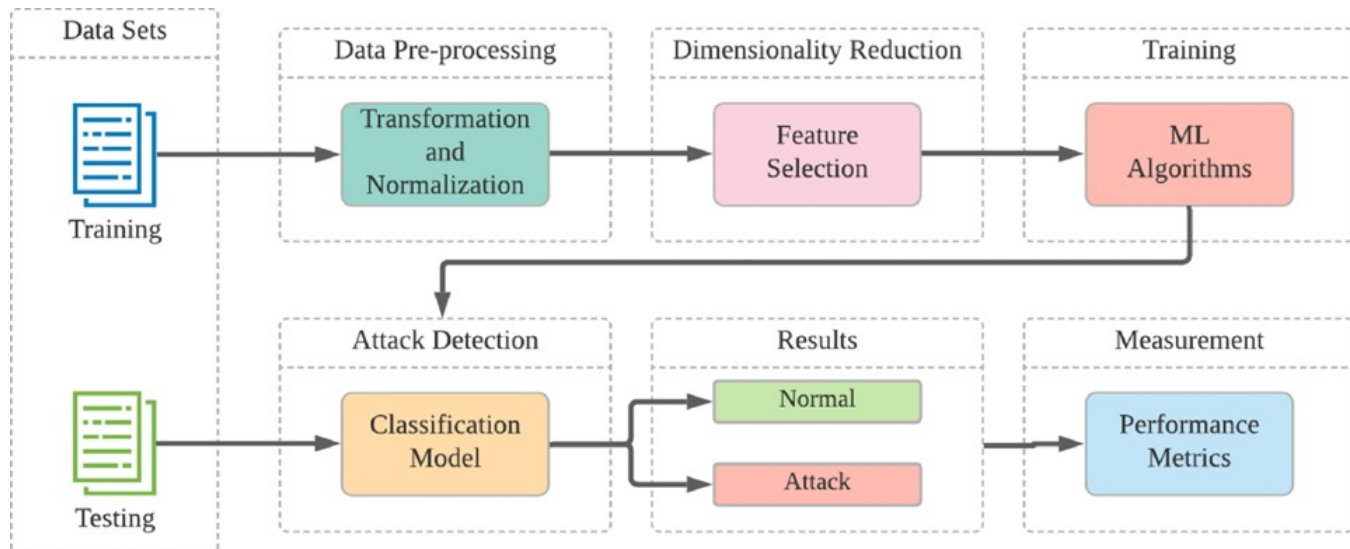 Data Sets
Data Pre-processing
Dimensionality Reduction
Training
Transformation
and
Normalization
Feature
Selection
ML
Algorithms
Training
Attack Detection
Results
Measurement
Classification
Model
Normal
Attack
Performance
Metrics
Testing